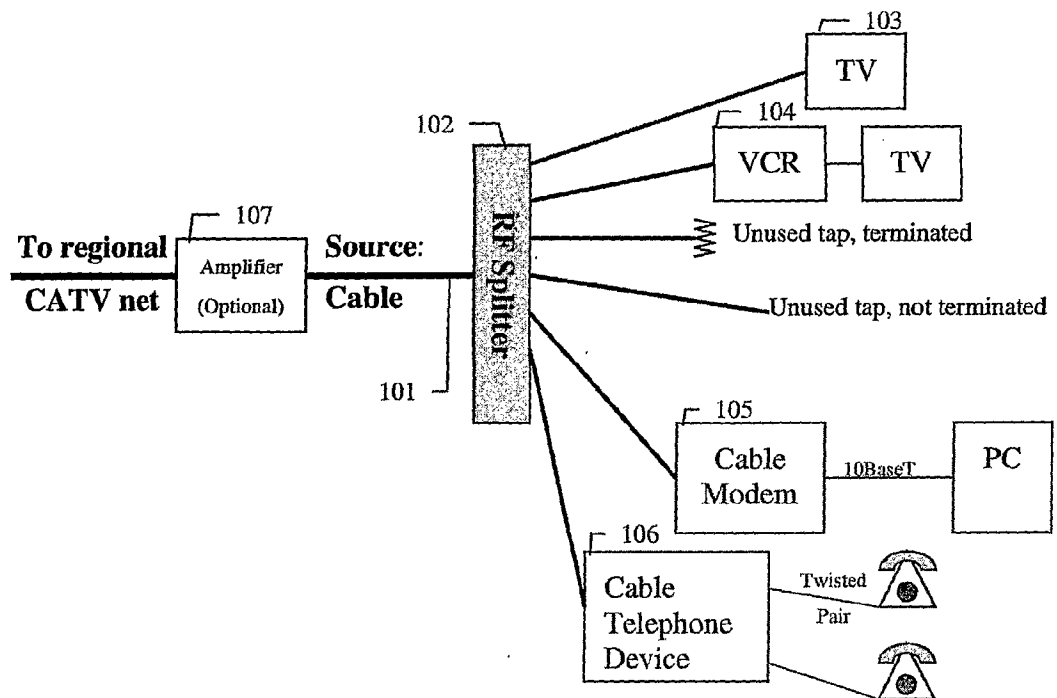 103
TV
102
104
VCR
TV
107
To regional
CATV net
Amplifier
(Optional)
Source:
Cable
RF Splitter
Unused tap, terminated
Unused tap, not terminated
101
105
Cable
Modem
10BaseT
PC
106
Cable
Telephone
Device
Twisted
Pair